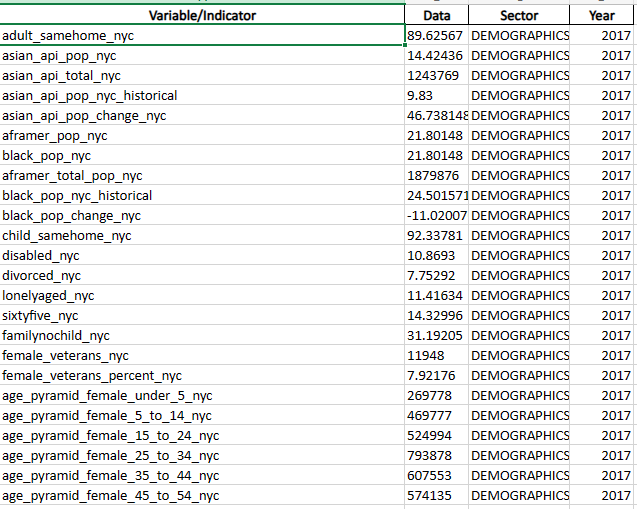 Variable/Indicator Data Sector Year
adult_samehome_nyc 89.62567 DEMOGRAPHICS 2017
asian_api_pop_nyc 14.42436 DEMOGRAPHICS 2017
asian_api_total_nyc 1243769 DEMOGRAPHICS 2017
asian_api_pop_nyc_historical 9.83 DEMOGRAPHICS 2017
asian_api_pop_change_nyc 46.738148 DEMOGRAPHICS 2017
aframer_pop_nyc 21.80148 DEMOGRAPHICS 2017
black_pop_nyc 21.80148 DEMOGRAPHICS 2017
aframer_total_pop_nyc 1879876 DEMOGRAPHICS 2017
black_pop_nyc_historical 24.501571 DEMOGRAPHICS 2017
black_pop_change_nyc -11.02007 DEMOGRAPHICS 2017
child_samehome_nyc 92.33781 DEMOGRAPHICS 2017
disabled_nyc 10.8693 DEMOGRAPHICS 2017
divorced_nyc 7.75292 DEMOGRAPHICS 2017
lonelyaged_nyc 11.41634 DEMOGRAPHICS 2017
sixtyfive_nyc 14.32996 DEMOGRAPHICS 2017
familynochild_nyc 31.19205 DEMOGRAPHICS 2017
female_veterans_nyc 11948 DEMOGRAPHICS 2017
female_veterans_percent_nyc 7.92176 DEMOGRAPHICS 2017
age_pyramid_female_under_5_nyc 269778 DEMOGRAPHICS 2017
age_pyramid_female_5_to_14_nyc 469777 DEMOGRAPHICS 2017
age_pyramid_female_15_to_24_nyc 524994 DEMOGRAPHICS 2017
age_pyramid_female_25_to_34_nyc 793878 DEMOGRAPHICS 2017
age_pyramid_female_35_to_44_nyc 607553 DEMOGRAPHICS 2017
age_pyramid_female_45_to_54_nyc 574135 DEMOGRAPHICS 2017